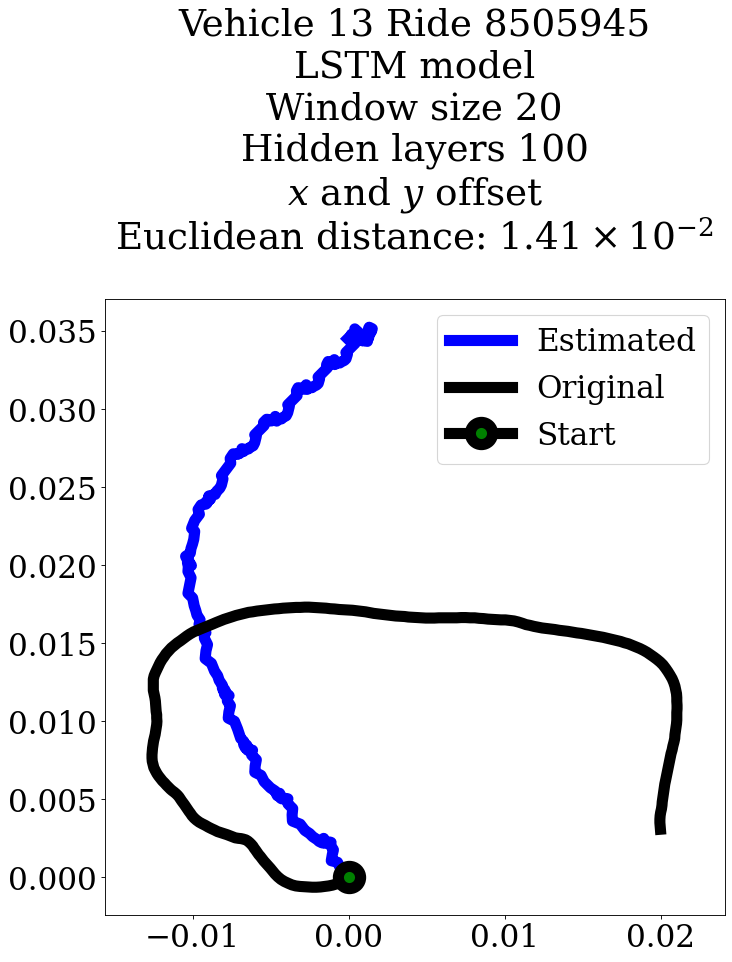 Vehicle 13 Ride 8505945
LSTM model
Window size 20
Hidden layers 100
x and y offset
Euclidean distance: 1.41 × 10⁻²
0.035
0.030
0.025
0.020
0.015
0.010
0.005
0.000
Estimated
Original
Start
−0.01
0.00
0.01
0.02